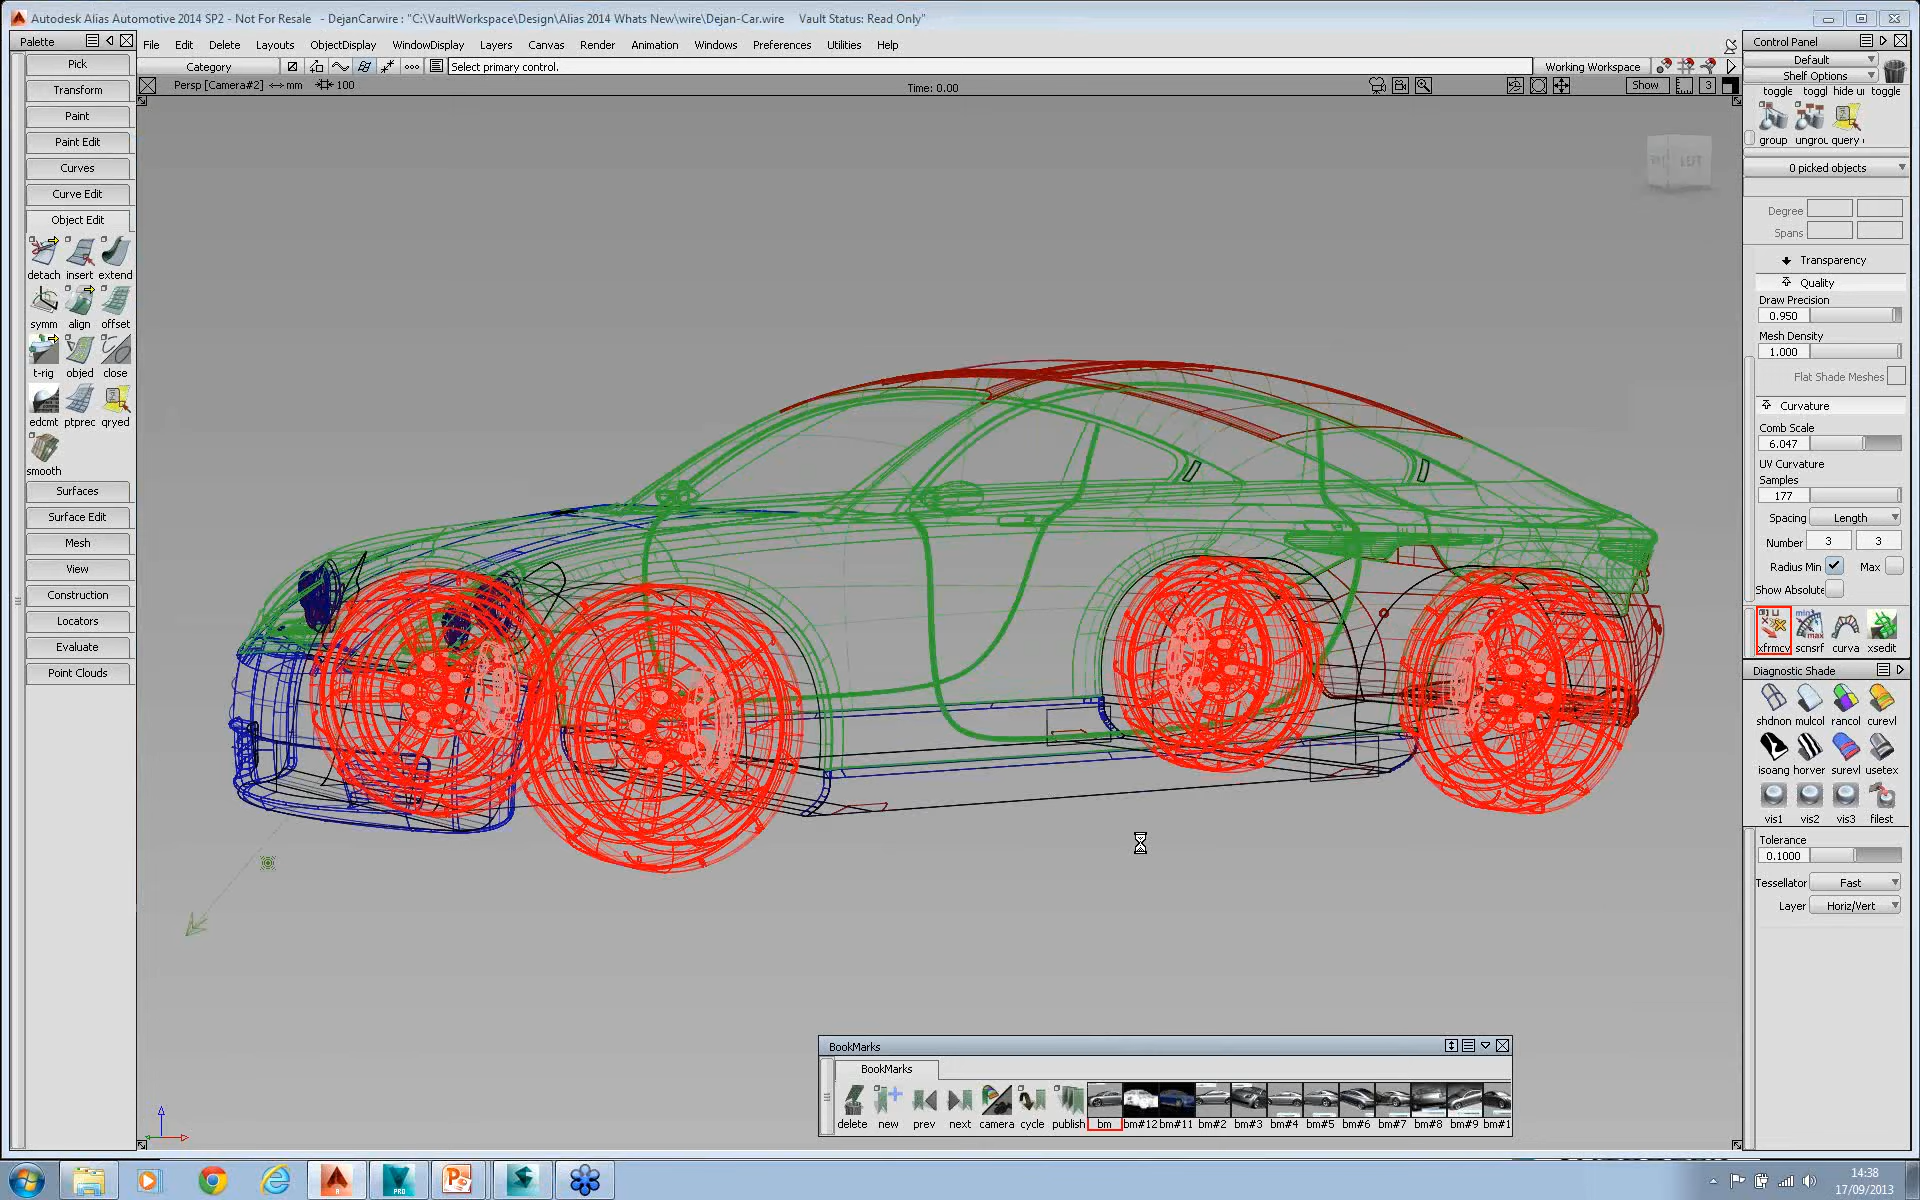 Autodesk Alias Automotive 2014 SP2 - Not For Resale - DejanCarwire : "C:\VaultWorkspace\Design\Alias 2014 Whats New\wire\Dejan-Car.wire Vault Status: Read Only"
Palette
File Edit Delete Layouts ObjectDisplay WindowDisplay Layers Canvas Render Animation Windows Preferences Utilities Help
Category
Select primary control.
Working Workspace
Persp [Camera#2] mm 100
Time: 0.00
Show
3
Pick
Transform
Paint
Paint Edit
Curves
Curve Edit
Object Edit
detach insert extend
symm align offset
t-rig objed close
edcmt ptprec qryed
smooth
Surfaces
Surface Edit
Mesh
View
Construction
Locators
Evaluate
Point Clouds
LEFT
Control Panel
Default
Shelf Options
toggle toggl hide u toggle
group ungrou query
0 picked objects
Degree
Spans
Transparency
Quality
Draw Precision
0.950
Mesh Density
1.000
Flat Shade Meshes
Curvature
Comb Scale
6.047
UV Curvature
Samples
177
Spacing Length
Number 3 3
Radius Min Max
Show Absolute
xfrmcv scnsrf curva xsedit
Diagnostic Shade
shdnon mulcol rancol curevl
isoang horver surevl usetex
vis1 vis2 vis3 filest
Tolerance
0.1000
Tessellator Fast
Layer Horiz/Vert
BookMarks
BookMarks
delete new prev next camera cycle publish bm bm#12 bm#11 bm#2 bm#3 bm#4 bm#5 bm#6 bm#7 bm#8 bm#9 bm#1
PRO
14:38
17/09/2013